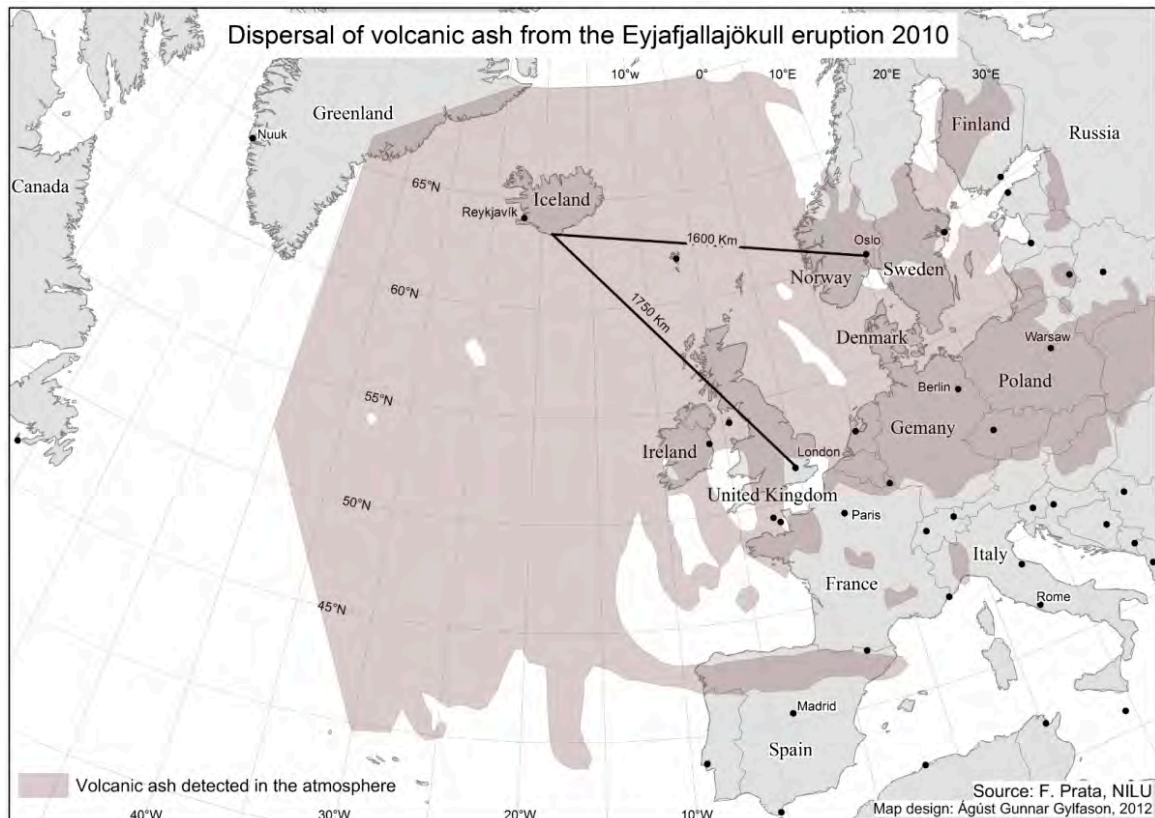 Dispersal of volcanic ash from the Eyjafjallajökull eruption 2010
10°W
0°
10°E
20°E
30°E
Greenland
Finland
Russia
Nuuk
Canada
65°N
Iceland
Reykjavík
1600 Km
Oslo
Norway
Sweden
60°N
1750 Km
Denmark
Warsaw
Berlin
Poland
55°N
Gemany
Ireland
London
50°N
United Kingdom
Paris
Italy
France
45°N
Rome
Madrid
Spain
Volcanic ash detected in the atmosphere
Source: F. Prata, NILU
Map design: Ágúst Gunnar Gylfason, 2012
40°W
30°W
20°W
10°W
0°
10°E